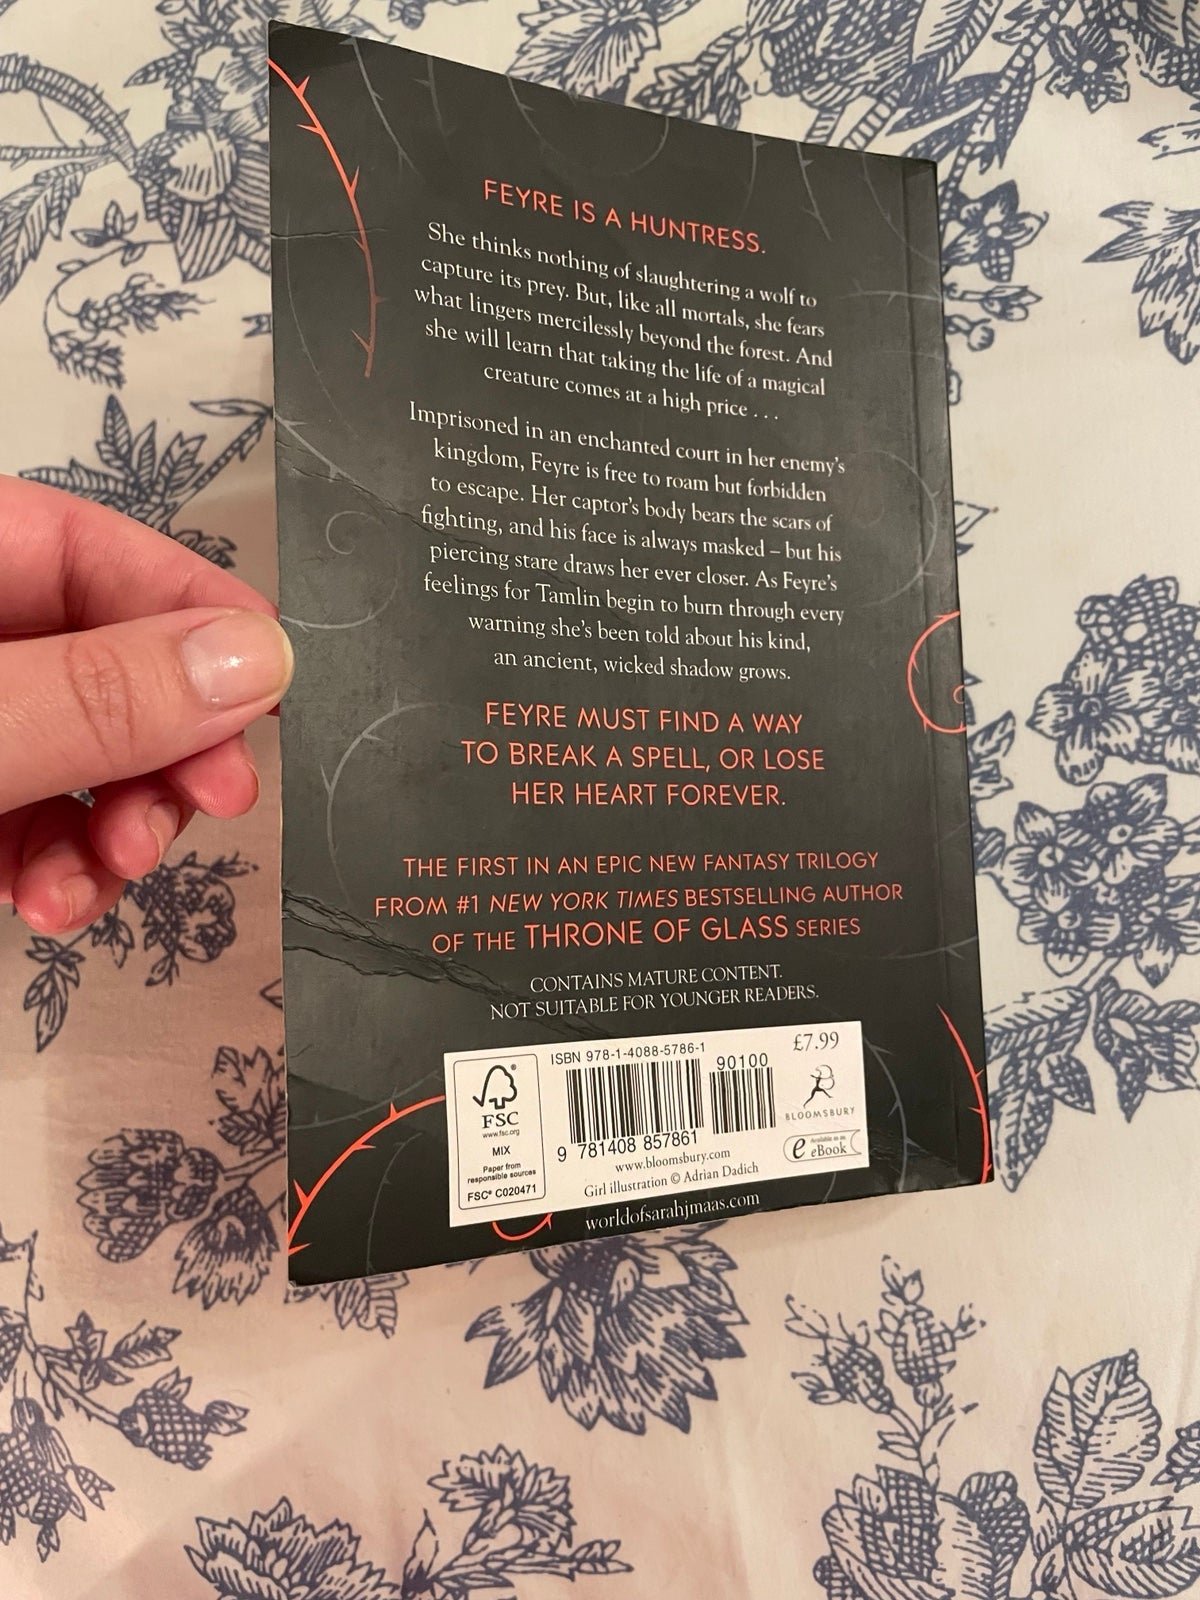 FEYRE IS A HUNTRESS.
She thinks nothing of slaughtering a wolf to
capture its prey. But, like all mortals, she fears
what lingers mercilessly beyond the forest. And
she will learn that taking the life of a magical
creature comes at a high price . . .
Imprisoned in an enchanted court in her enemy's
kingdom, Feyre is free to roam but forbidden
to escape. Her captor's body bears the scars of
fighting, and his face is always masked – but his
piercing stare draws her ever closer. As Feyre's
feelings for Tamlin begin to burn through every
warning she's been told about his kind,
an ancient, wicked shadow grows.
FEYRE MUST FIND A WAY
TO BREAK A SPELL, OR LOSE
HER HEART FOREVER.
THE FIRST IN AN EPIC NEW FANTASY TRILOGY
FROM #1 NEW YORK TIMES BESTSELLING AUTHOR
OF THE THRONE OF GLASS SERIES
CONTAINS MATURE CONTENT.
NOT SUITABLE FOR YOUNGER READERS.
FSC®
www.fsc.org
MIX
Paper from
responsible sources
FSC® C020471
ISBN 978-1-4088-5786-1
90100
9 781408 857861
www.bloomsbury.com
Girl illustration © Adrian Dadich
£7.99
BLOOMSBURY
e Available as an
eBook
worldofsarahjmaas.com